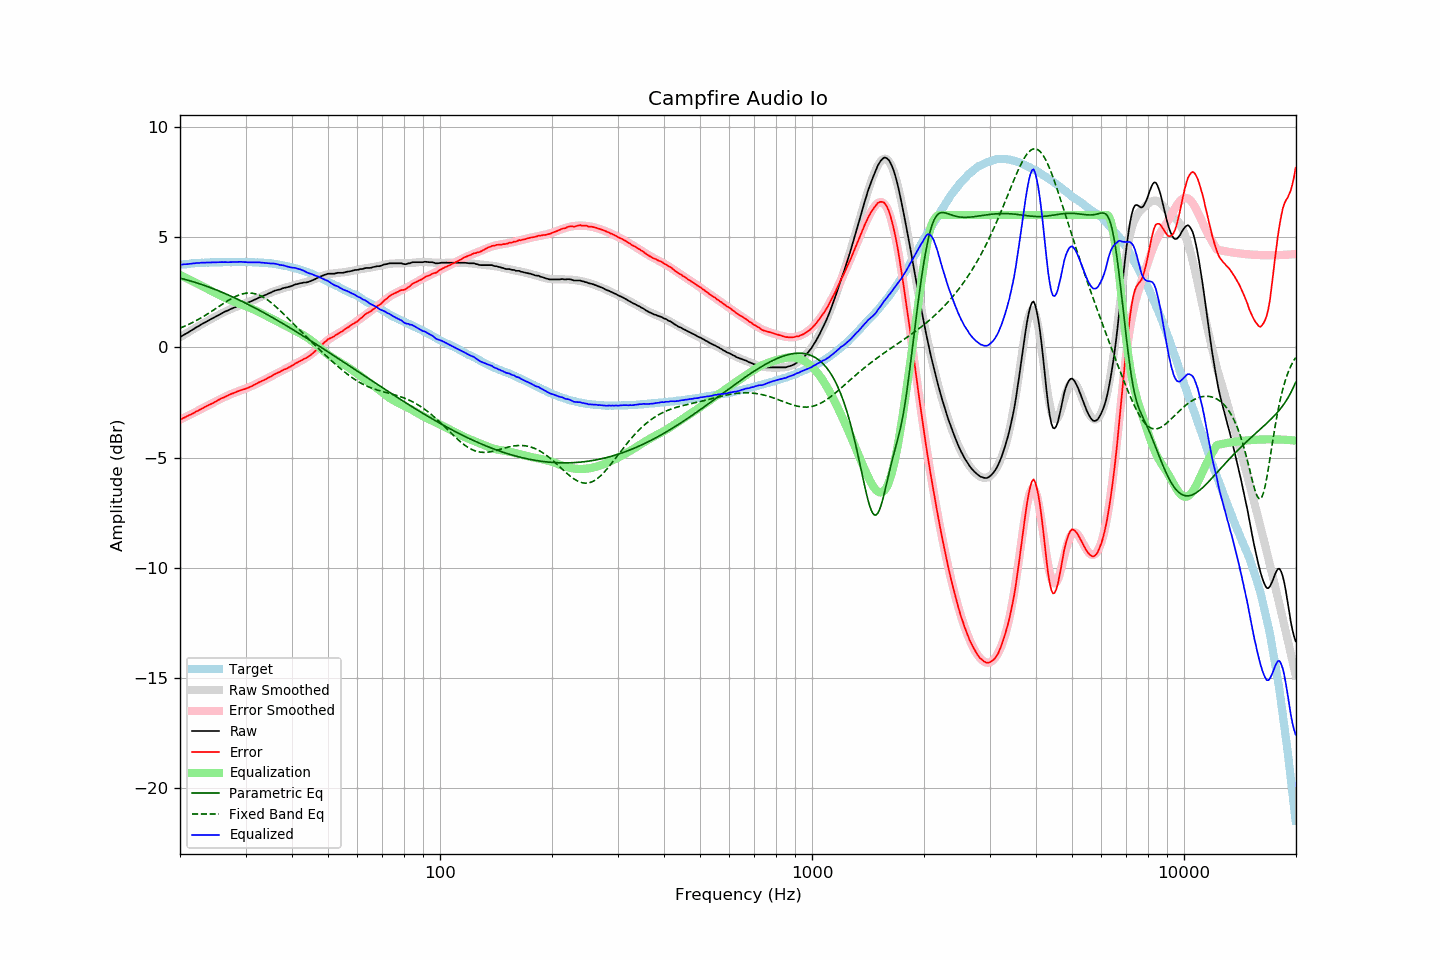 Campfire Audio Io
10
5
0
−5
−10
−15
−20
Amplitude (dBr)
Target
Raw Smoothed
Error Smoothed
Raw
Error
Equalization
Parametric Eq
Fixed Band Eq
Equalized
100
1000
10000
Frequency (Hz)